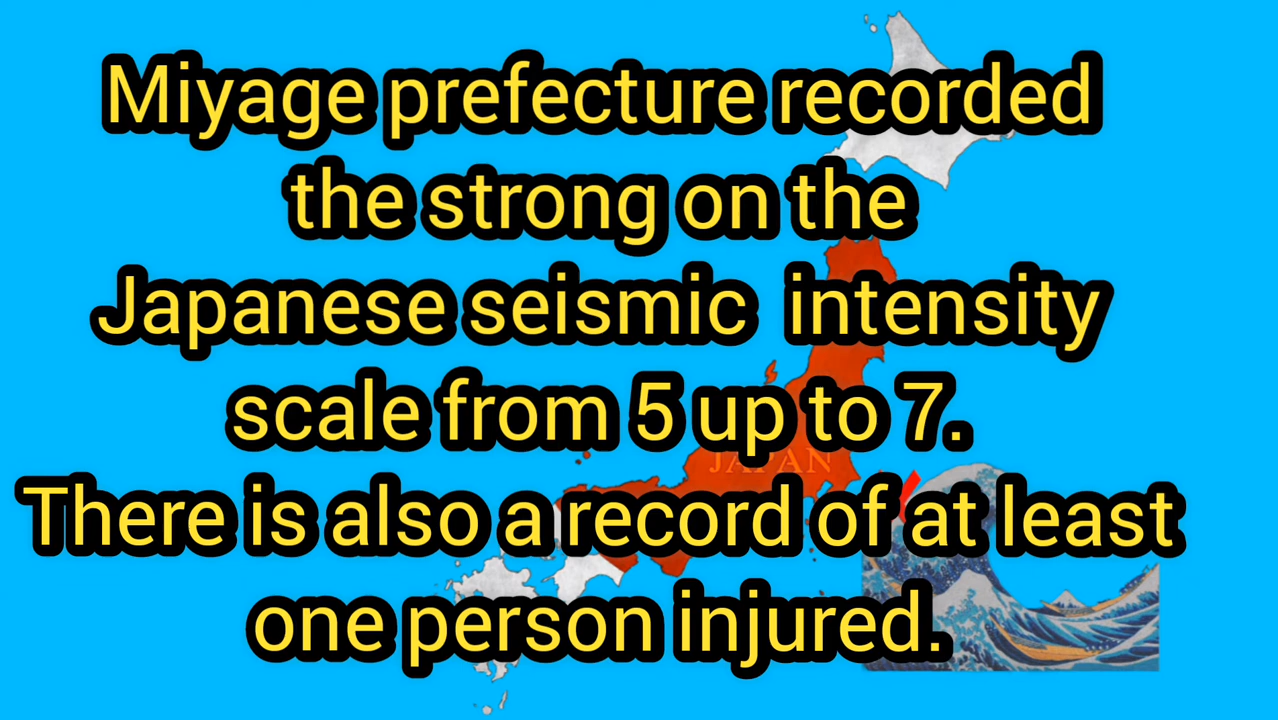 Miyage prefecture recorded
the strong on the
Japanese seismic intensity
scale from 5 up to 7.
JAPAN
There is also a record of at least
one person injured.